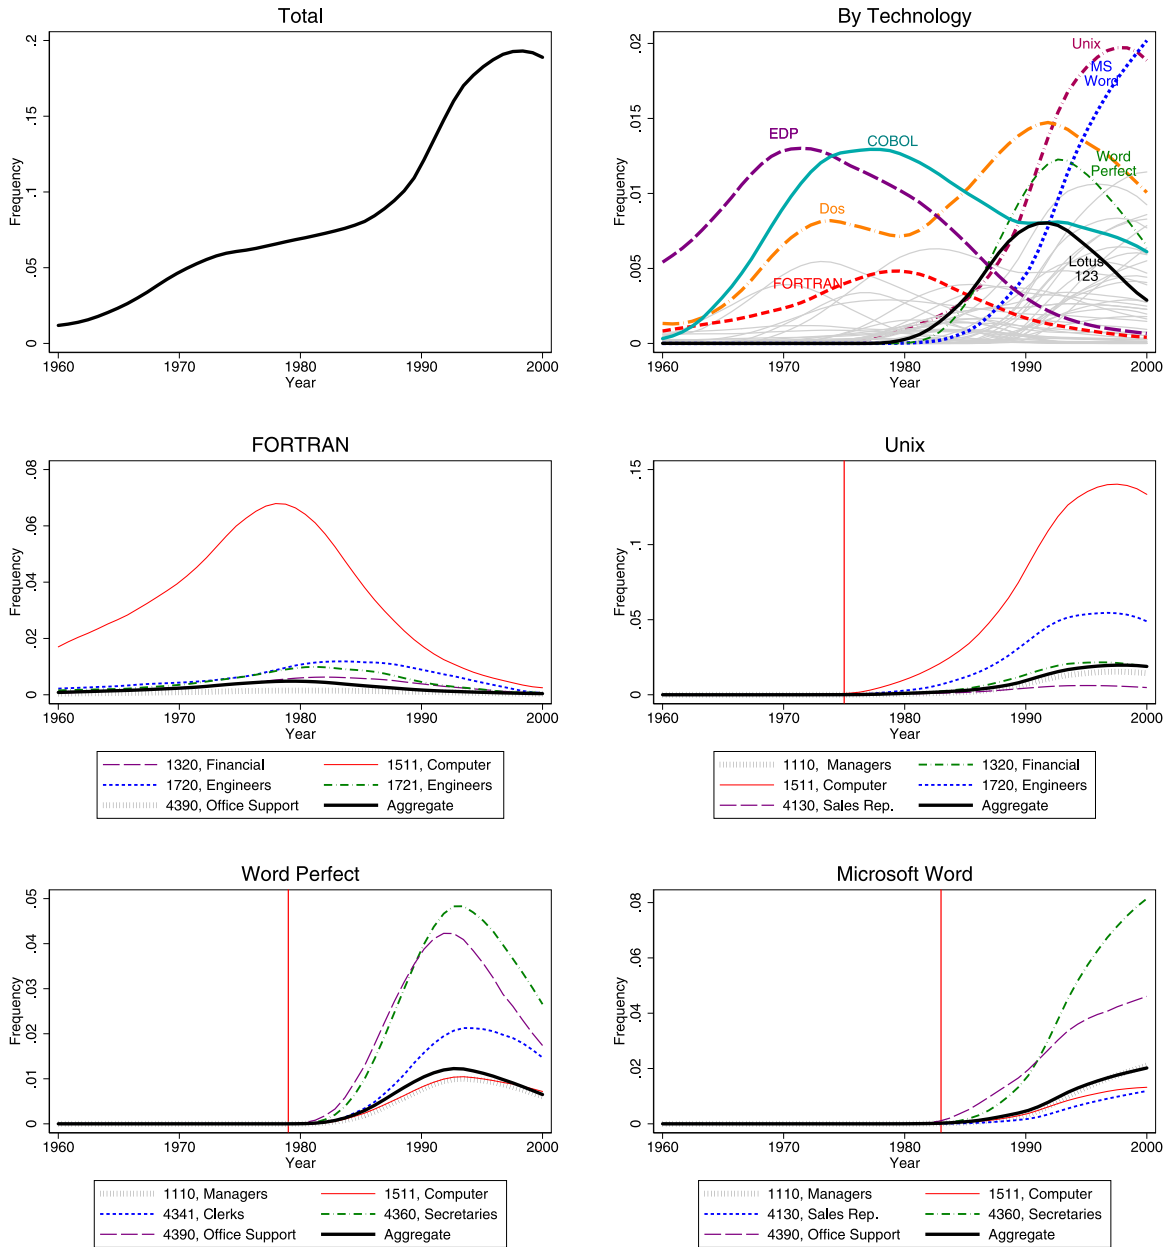 Total
Frequency
0 .05 .1 .15 .2
1960 1970 1980 1990 2000
Year
By Technology
Frequency
0 .005 .01 .015 .02
Unix
MS
Word
EDP
COBOL
Word
Perfect
Dos
Lotus
123
FORTRAN
1960 1970 1980 1990 2000
Year
FORTRAN
Frequency
0 .02 .04 .06 .08
1960 1970 1980 1990 2000
Year
1320, Financial 1511, Computer
1720, Engineers 1721, Engineers
4390, Office Support Aggregate
Unix
Frequency
0 .05 .1 .15
1960 1970 1980 1990 2000
Year
1110, Managers 1320, Financial
1511, Computer 1720, Engineers
4130, Sales Rep. Aggregate
Word Perfect
Frequency
0 .01 .02 .03 .04 .05
1960 1970 1980 1990 2000
Year
1110, Managers 1511, Computer
4341, Clerks 4360, Secretaries
4390, Office Support Aggregate
Microsoft Word
Frequency
0 .02 .04 .06 .08
1960 1970 1980 1990 2000
Year
1110, Managers 1511, Computer
4130, Sales Rep. 4360, Secretaries
4390, Office Support Aggregate